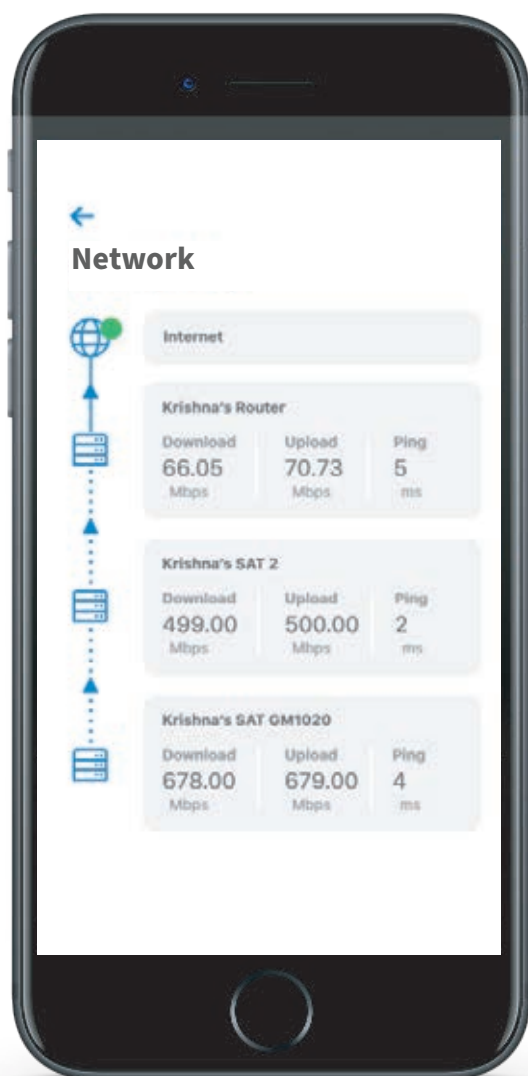 Network
Internet
Krishna's Router
Download Upload Ping
66.05 70.73 5
Mbps Mbps ms
Krishna's SAT 2
Download Upload Ping
499.00 500.00 2
Mbps Mbps ms
Krishna's SAT GM1020
Download Upload Ping
678.00 679.00 4
Mbps Mbps ms